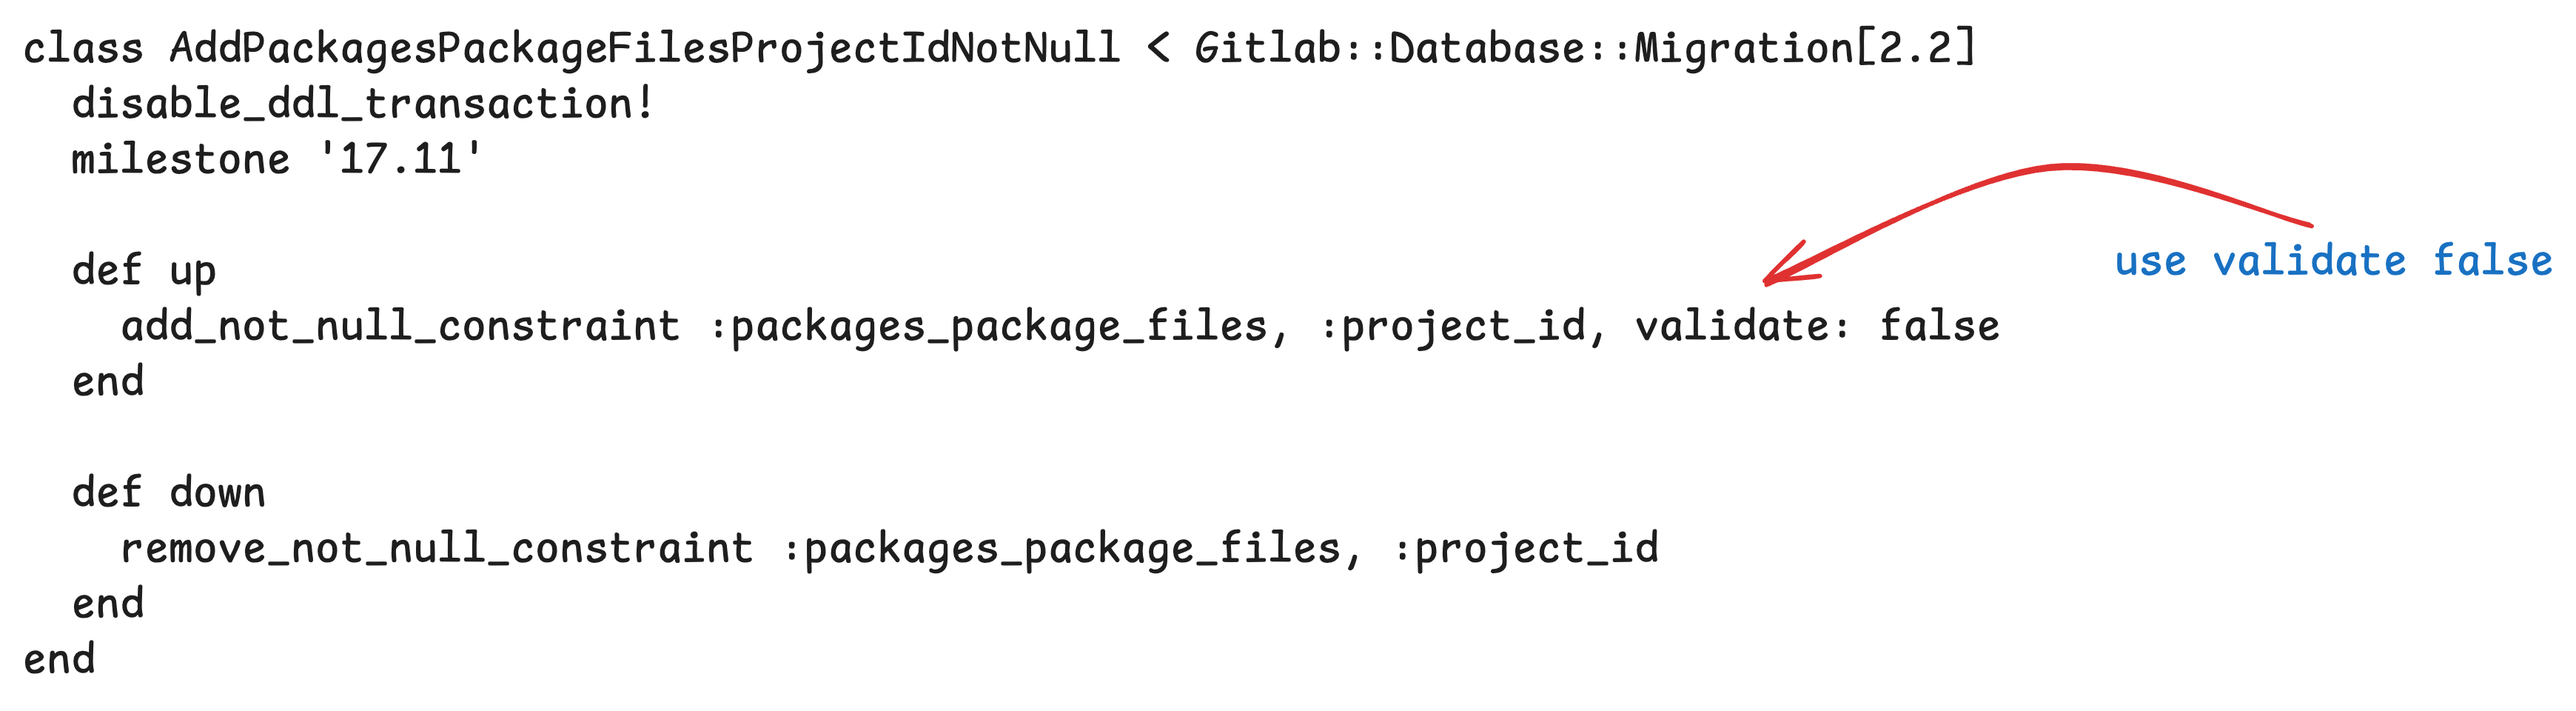 class AddPackagesPackageFilesProjectIdNotNull < Gitlab::Database::Migration[2.2]
  disable_ddl_transaction!
  milestone '17.11'

  def up
    add_not_null_constraint :packages_package_files, :project_id, validate: false
  end

  def down
    remove_not_null_constraint :packages_package_files, :project_id
  end
end
use validate false